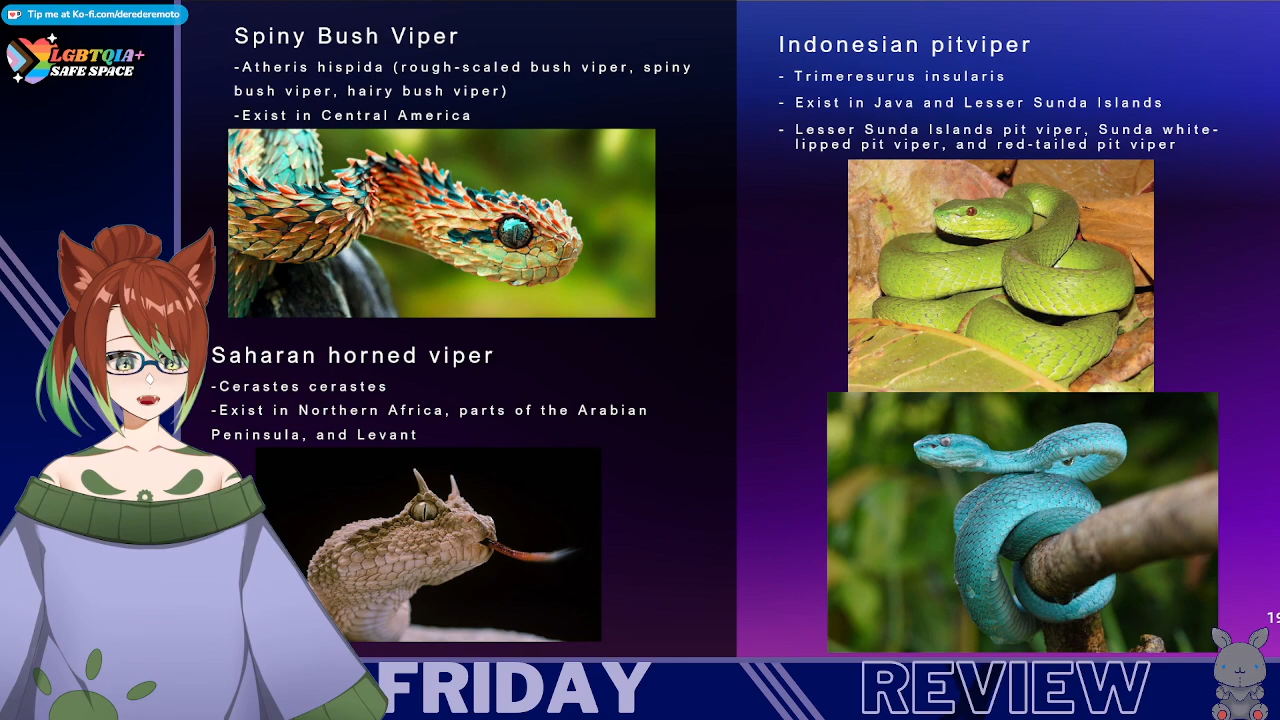 Tip me at Ko-fi.com/derederemoto
LGBTQIA+
SAFE SPACE
Spiny Bush Viper
-Atheris hispida (rough-scaled bush viper, spiny
bush viper, hairy bush viper)
-Exist in Central America
Saharan horned viper
-Cerastes cerastes
-Exist in Northern Africa, parts of the Arabian
Peninsula, and Levant
Indonesian pitviper
- Trimeresurus insularis
- Exist in Java and Lesser Sunda Islands
- Lesser Sunda Islands pit viper, Sunda white-
lipped pit viper, and red-tailed pit viper
19
FRIDAY
REVIEW